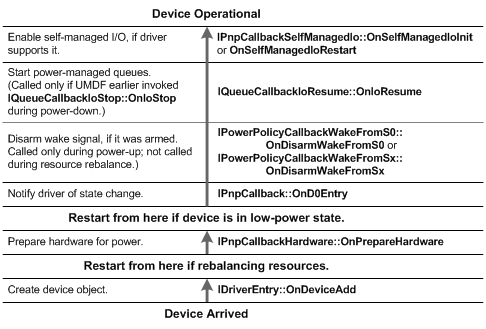 Device Operational
Enable self-managed I/O, if driver
supports it.
IPnpCallbackSelfManagedIo::OnSelfManagedIoInit
or OnSelfManagedIoRestart
Start power-managed queues.
(Called only if UMDF earlier invoked
IQueueCallbackIoStop::OnIoStop
during power-down.)
IQueueCallbackIoResume::OnIoResume
Disarm wake signal, if it was armed.
Called only during power-up; not called
during resource rebalance.)
IPowerPolicyCallbackWakeFromS0::
OnDisarmWakeFromS0 or
IPowerPolicyCallbackWakeFromSx::
OnDisarmWakeFromSx
Notify driver of state change.
IPnpCallback::OnD0Entry
Restart from here if device is in low-power state.
Prepare hardware for power.
IPnpCallbackHardware::OnPrepareHardware
Restart from here if rebalancing resources.
Create device object.
IDriverEntry::OnDeviceAdd
Device Arrived